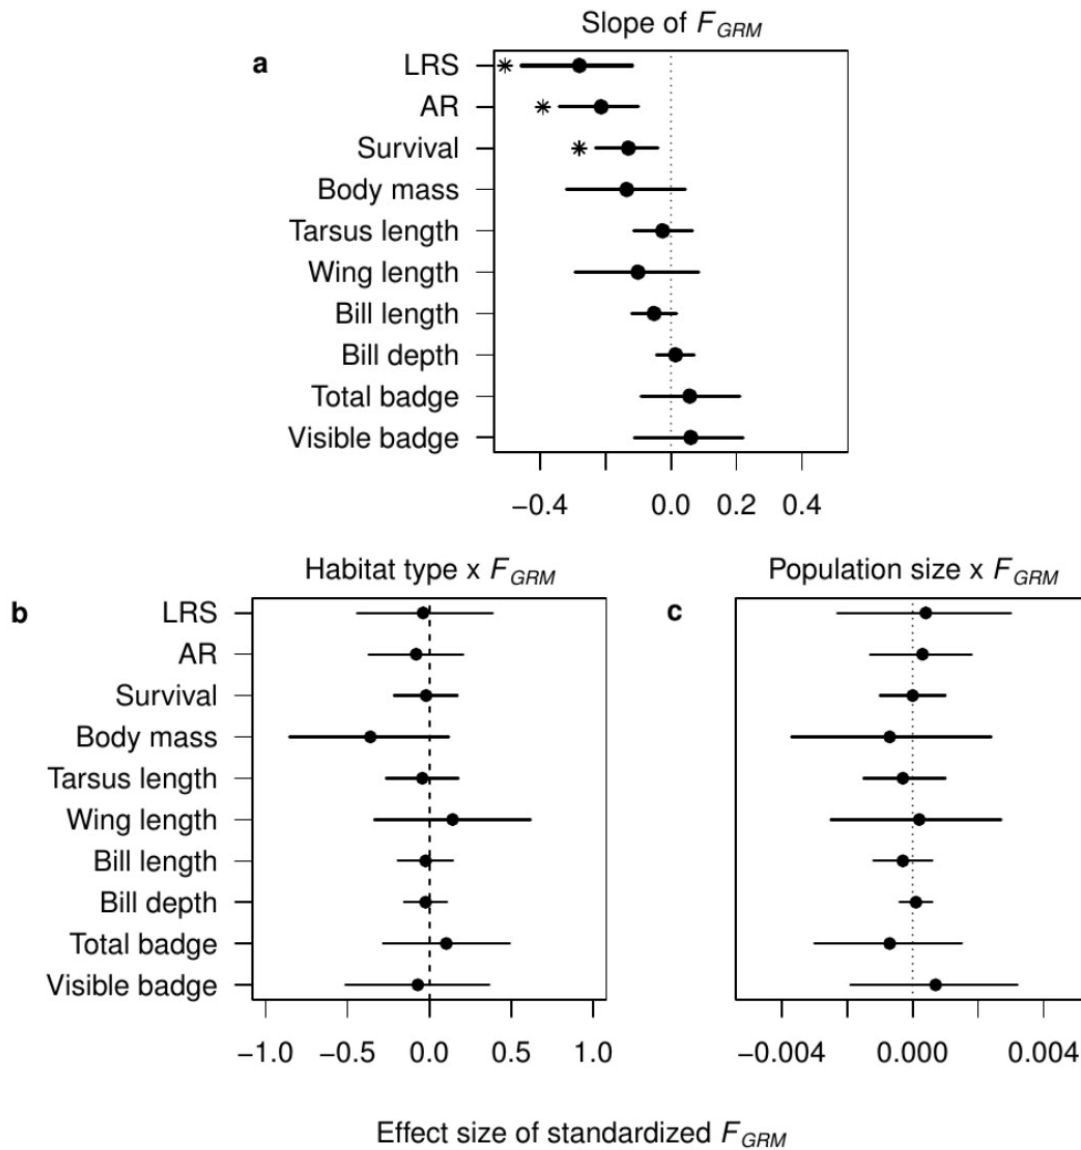 Slope of F_GRM
a
LRS
*
AR
*
Survival
*
Body mass
Tarsus length
Wing length
Bill length
Bill depth
Total badge
Visible badge
−0.4 0.0 0.2 0.4
Habitat type x F_GRM
b
LRS
AR
Survival
Body mass
Tarsus length
Wing length
Bill length
Bill depth
Total badge
Visible badge
−1.0 −0.5 0.0 0.5 1.0
Population size x F_GRM
c
−0.004 0.000 0.004
Effect size of standardized F_GRM